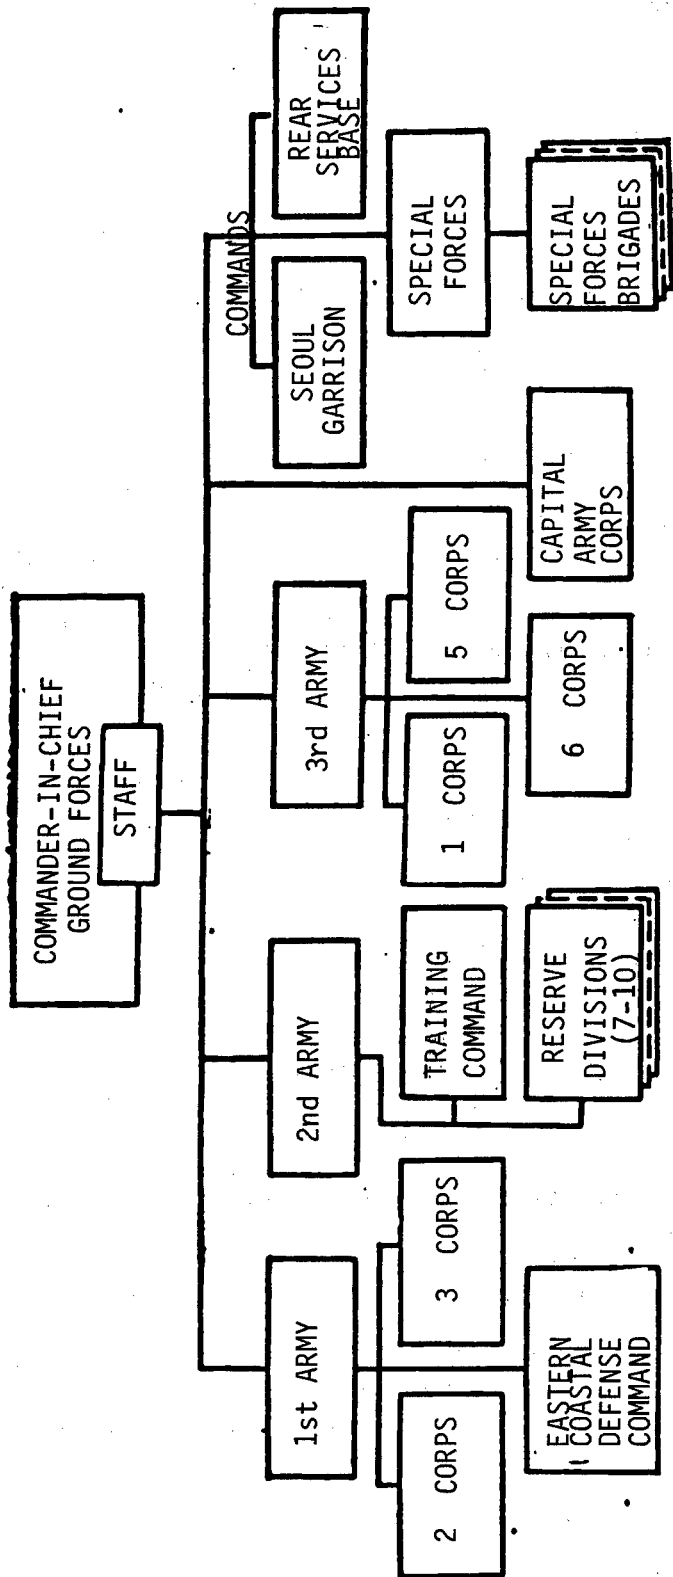 COMMANDER-IN-CHIEF
GROUND FORCES
STAFF
1st ARMY
2 CORPS
3 CORPS
EASTERN
COASTAL
DEFENSE
COMMAND
2nd ARMY
TRAINING
COMMAND
RESERVE
DIVISIONS
(7-10)
3rd ARMY
1 CORPS
5 CORPS
6 CORPS
CAPITAL
ARMY
CORPS
COMMANDS
SEOUL
GARRISON
REAR
SERVICES
BASE
SPECIAL
FORCES
SPECIAL
FORCES
BRIGADES